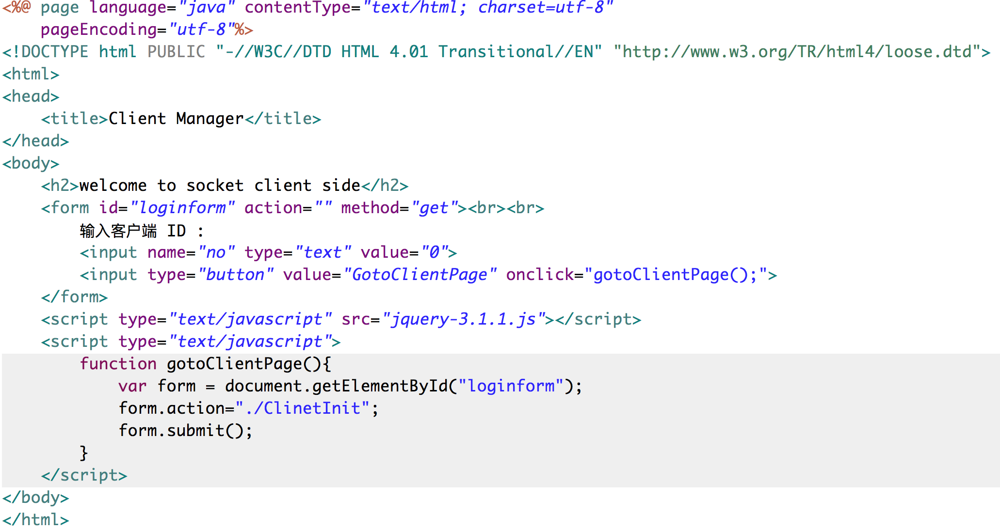 <%@ page language="java" contentType="text/html; charset=utf-8"
    pageEncoding="utf-8"%>
<!DOCTYPE html PUBLIC "-//W3C//DTD HTML 4.01 Transitional//EN" "http://www.w3.org/TR/html4/loose.dtd">
<html>
<head>
    <title>Client Manager</title>
</head>
<body>
    <h2>welcome to socket client side</h2>
    <form id="loginform" action="" method="get"><br><br>
        输入客户端 ID :
        <input name="no" type="text" value="0">
        <input type="button" value="GotoClientPage" onclick="gotoClientPage();">
    </form>
    <script type="text/javascript" src="jquery-3.1.1.js"></script>
    <script type="text/javascript">
        function gotoClientPage(){
            var form = document.getElementById("loginform");
            form.action="./ClinetInit";
            form.submit();
        }
    </script>
</body>
</html>